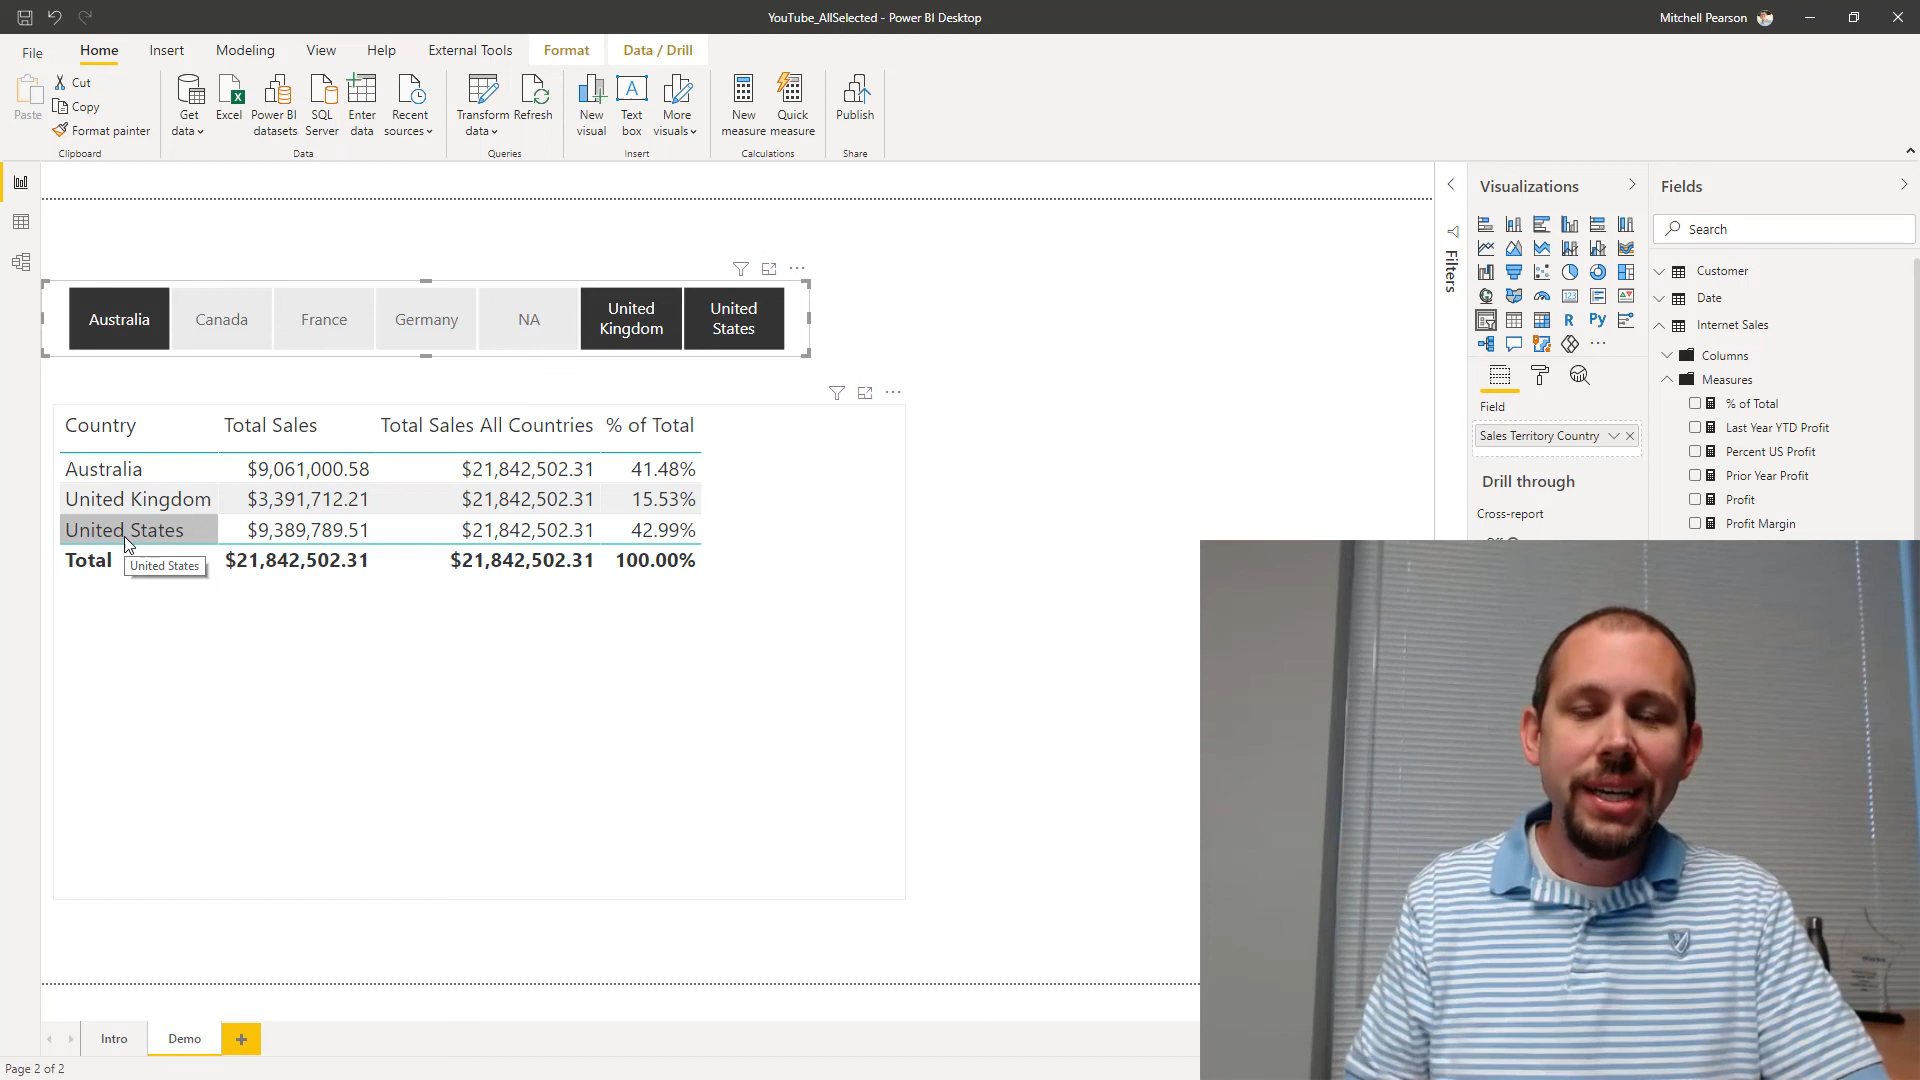 YouTube_AllSelected - Power BI Desktop
Mitchell Pearson
File
Home
Insert
Modeling
View
Help
External Tools
Format
Data / Drill
Paste
Cut
Copy
Format painter
Clipboard
Get data
Excel
Power BI datasets
SQL Server
Enter data
Recent sources
Data
Transform data
Refresh
Queries
New visual
Text box
More visuals
Insert
New measure
Quick measure
Calculations
Publish
Share
Australia
Canada
France
Germany
NA
United
Kingdom
United
States
Country Total Sales Total Sales All Countries % of Total
Australia $9,061,000.58 $21,842,502.31 41.48%
United Kingdom $3,391,712.21 $21,842,502.31 15.53%
United States $9,389,789.51 $21,842,502.31 42.99%
Total $21,842,502.31 $21,842,502.31 100.00%
United States
Filters
Visualizations
R
Py
123
Field
Sales Territory Country
Drill through
Cross-report
Fields
Search
Customer
Date
Internet Sales
Columns
Measures
% of Total
Last Year YTD Profit
Percent US Profit
Prior Year Profit
Profit
Profit Margin
Intro
Demo
Page 2 of 2